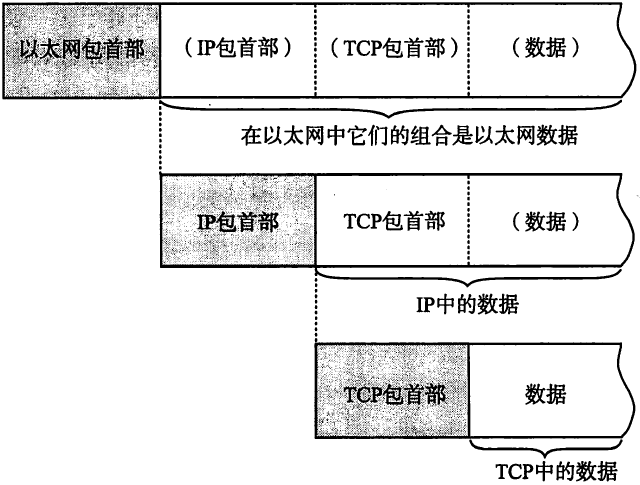 以太网包首部 （IP包首部） （TCP包首部） （数据）
在以太网中它们的组合是以太网数据
IP包首部 TCP包首部 （数据）
IP中的数据
TCP包首部 数据
TCP中的数据